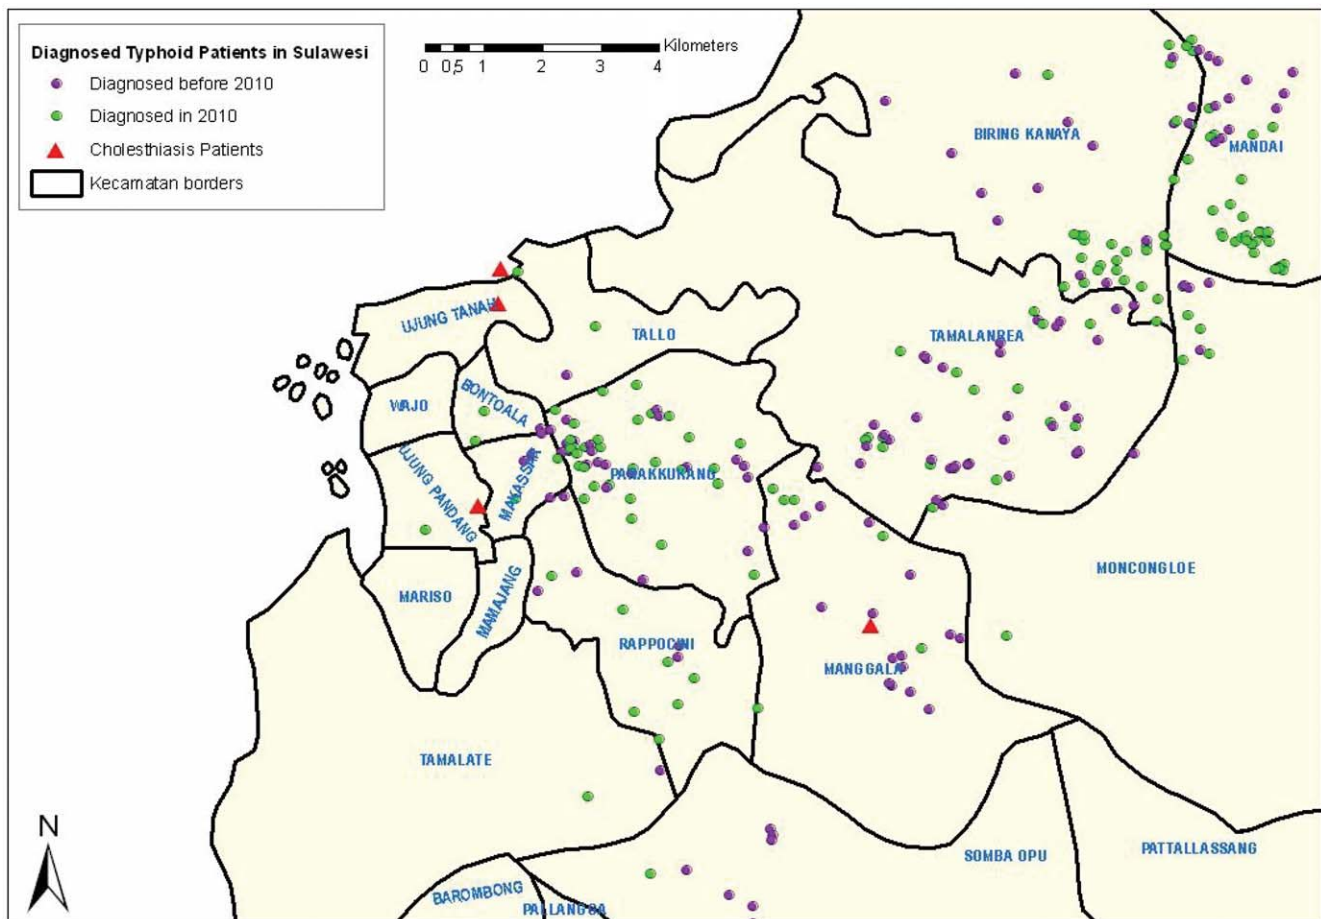 Diagnosed Typhoid Patients in Sulawesi
Diagnosed before 2010
Diagnosed in 2010
Cholesthiasis Patients
Kecamatan borders
Kilometers
0 0,5 1 2 3 4
BIRING KANAYA
MANDAI
UJUNG TANAH
TALLO
TAMALANREA
WAJO
BONTOALA
UJUNG PANDANG
MAKASSAR
PANAKKUKANG
MONCONGLOE
MARISO
MAMAJANG
RAPPOCINI
MANGGALA
TAMALATE
SOMBA OPU
PATTALLASSANG
BAROMBONG
PALLANGGA
N